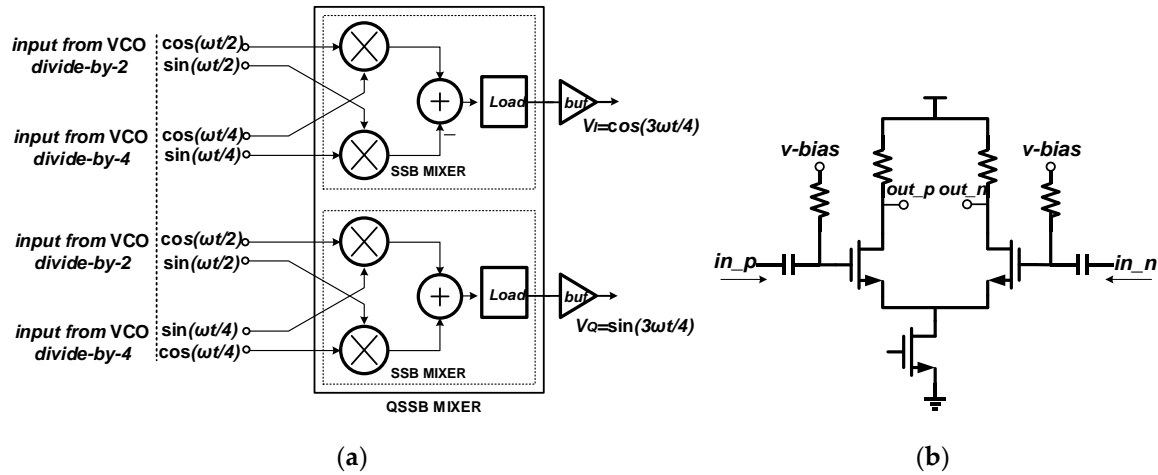 input from VCO
divide-by-2
cos(ωt/2)
sin(ωt/2)
input from VCO
divide-by-4
cos(ωt/4)
sin(ωt/4)
Load
buf
V_I=cos(3ωt/4)
SSB MIXER
input from VCO
divide-by-2
cos(ωt/2)
sin(ωt/2)
input from VCO
divide-by-4
sin(ωt/4)
cos(ωt/4)
Load
buf
V_Q=sin(3ωt/4)
SSB MIXER
QSSB MIXER
(a)
v-bias
v-bias
out_p
out_n
in_p
in_n
(b)